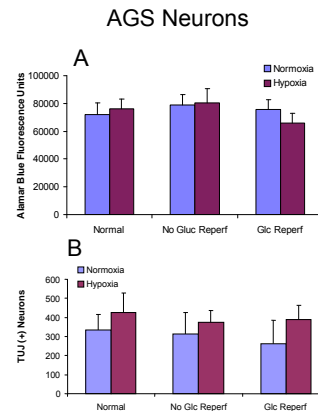 AGS Neurons
A
Normoxia
Hypoxia
Alamar Blue Fluorescence Units
100000
80000
60000
40000
20000
0
Normal No Gluc Reperf Glc Reperf
B
Normoxia
Hypoxia
TUJ (+) Neurons
600
500
400
300
200
100
0
Normal No Glc Reperf Glc Reperf